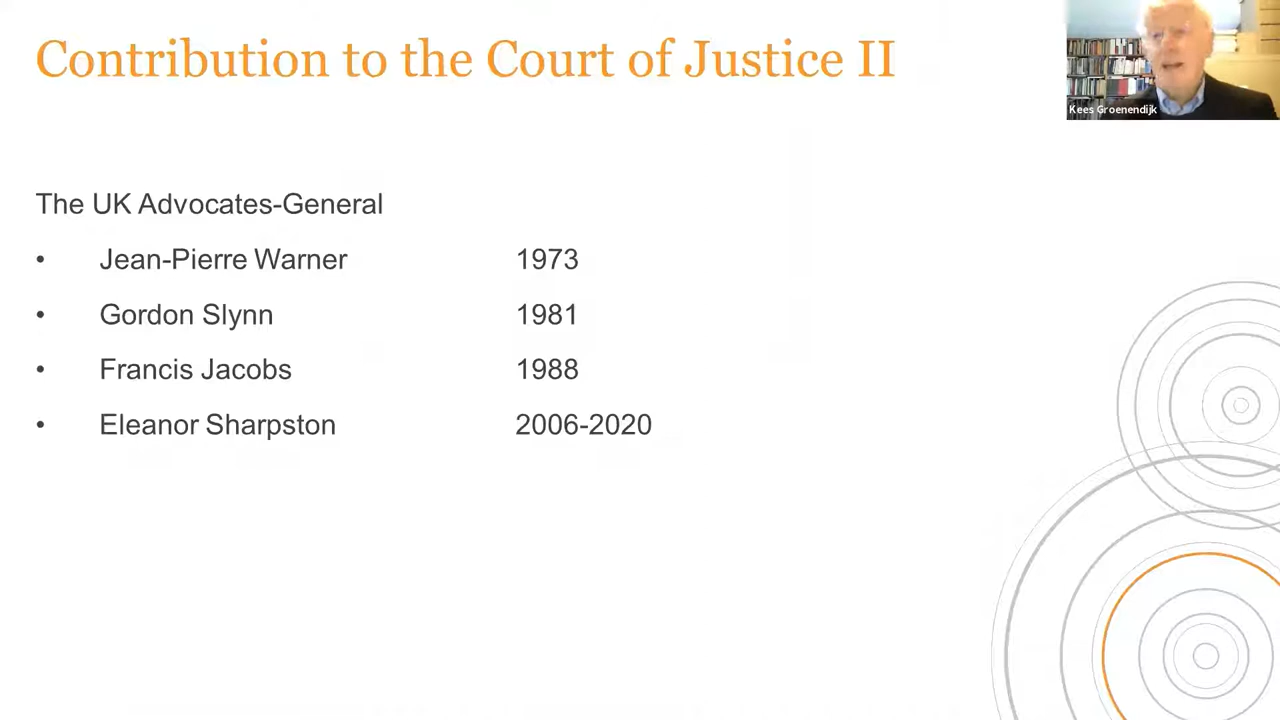 Contribution to the Court of Justice II
Kees Groenendijk
The UK Advocates-General
• Jean-Pierre Warner 1973
• Gordon Slynn 1981
• Francis Jacobs 1988
• Eleanor Sharpston 2006-2020